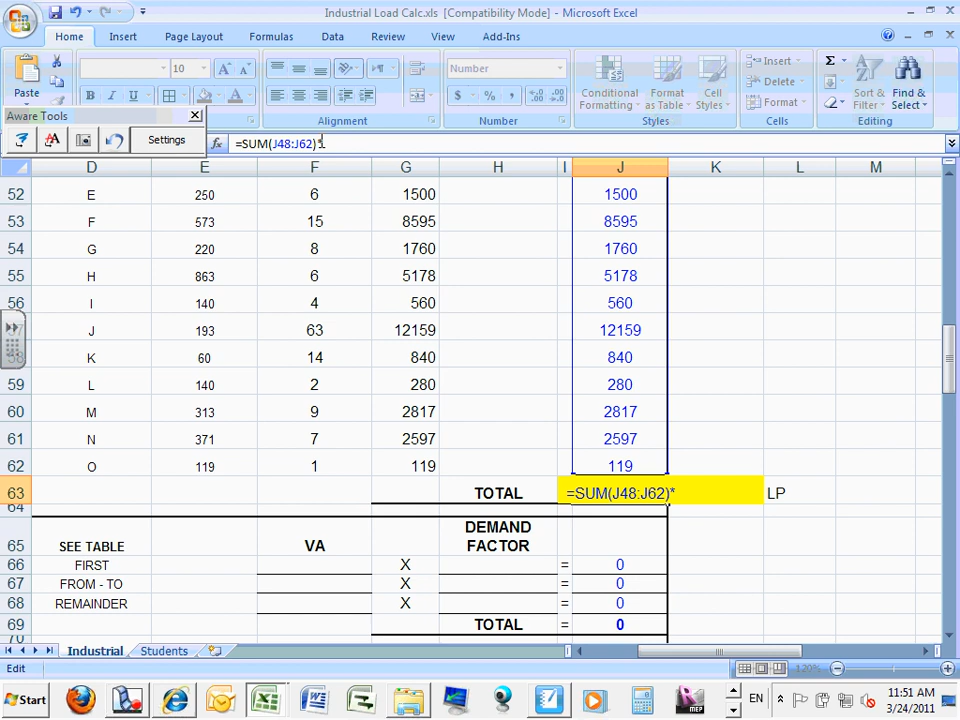 Industrial Load Calc.xls [Compatibility Mode] - Microsoft Excel
Home Insert Page Layout Formulas Data Review View Add-Ins
Paste 10 A A Number Insert Σ
B I U A $ % , Conditional Formatting Format as Table Cell Styles Delete Format Sort & Filter Find & Select
Alignment Number Styles Cells Editing
Aware Tools
Settings
fx =SUM(J48:J62)*
D E F G H I J K L M
52 E 250 6 1500 1500
53 F 573 15 8595 8595
54 G 220 8 1760 1760
55 H 863 6 5178 5178
56 I 140 4 560 560
57 J 193 63 12159 12159
58 K 60 14 840 840
59 L 140 2 280 280
60 M 313 9 2817 2817
61 N 371 7 2597 2597
62 O 119 1 119 119
63 TOTAL =SUM(J48:J62)* LP
64
65 SEE TABLE VA DEMAND FACTOR
66 FIRST X = 0
67 FROM - TO X = 0
68 REMAINDER X = 0
69 TOTAL = 0
70
Industrial Students
Edit 120%
Start MEP EN 11:51 AM
3/24/2011